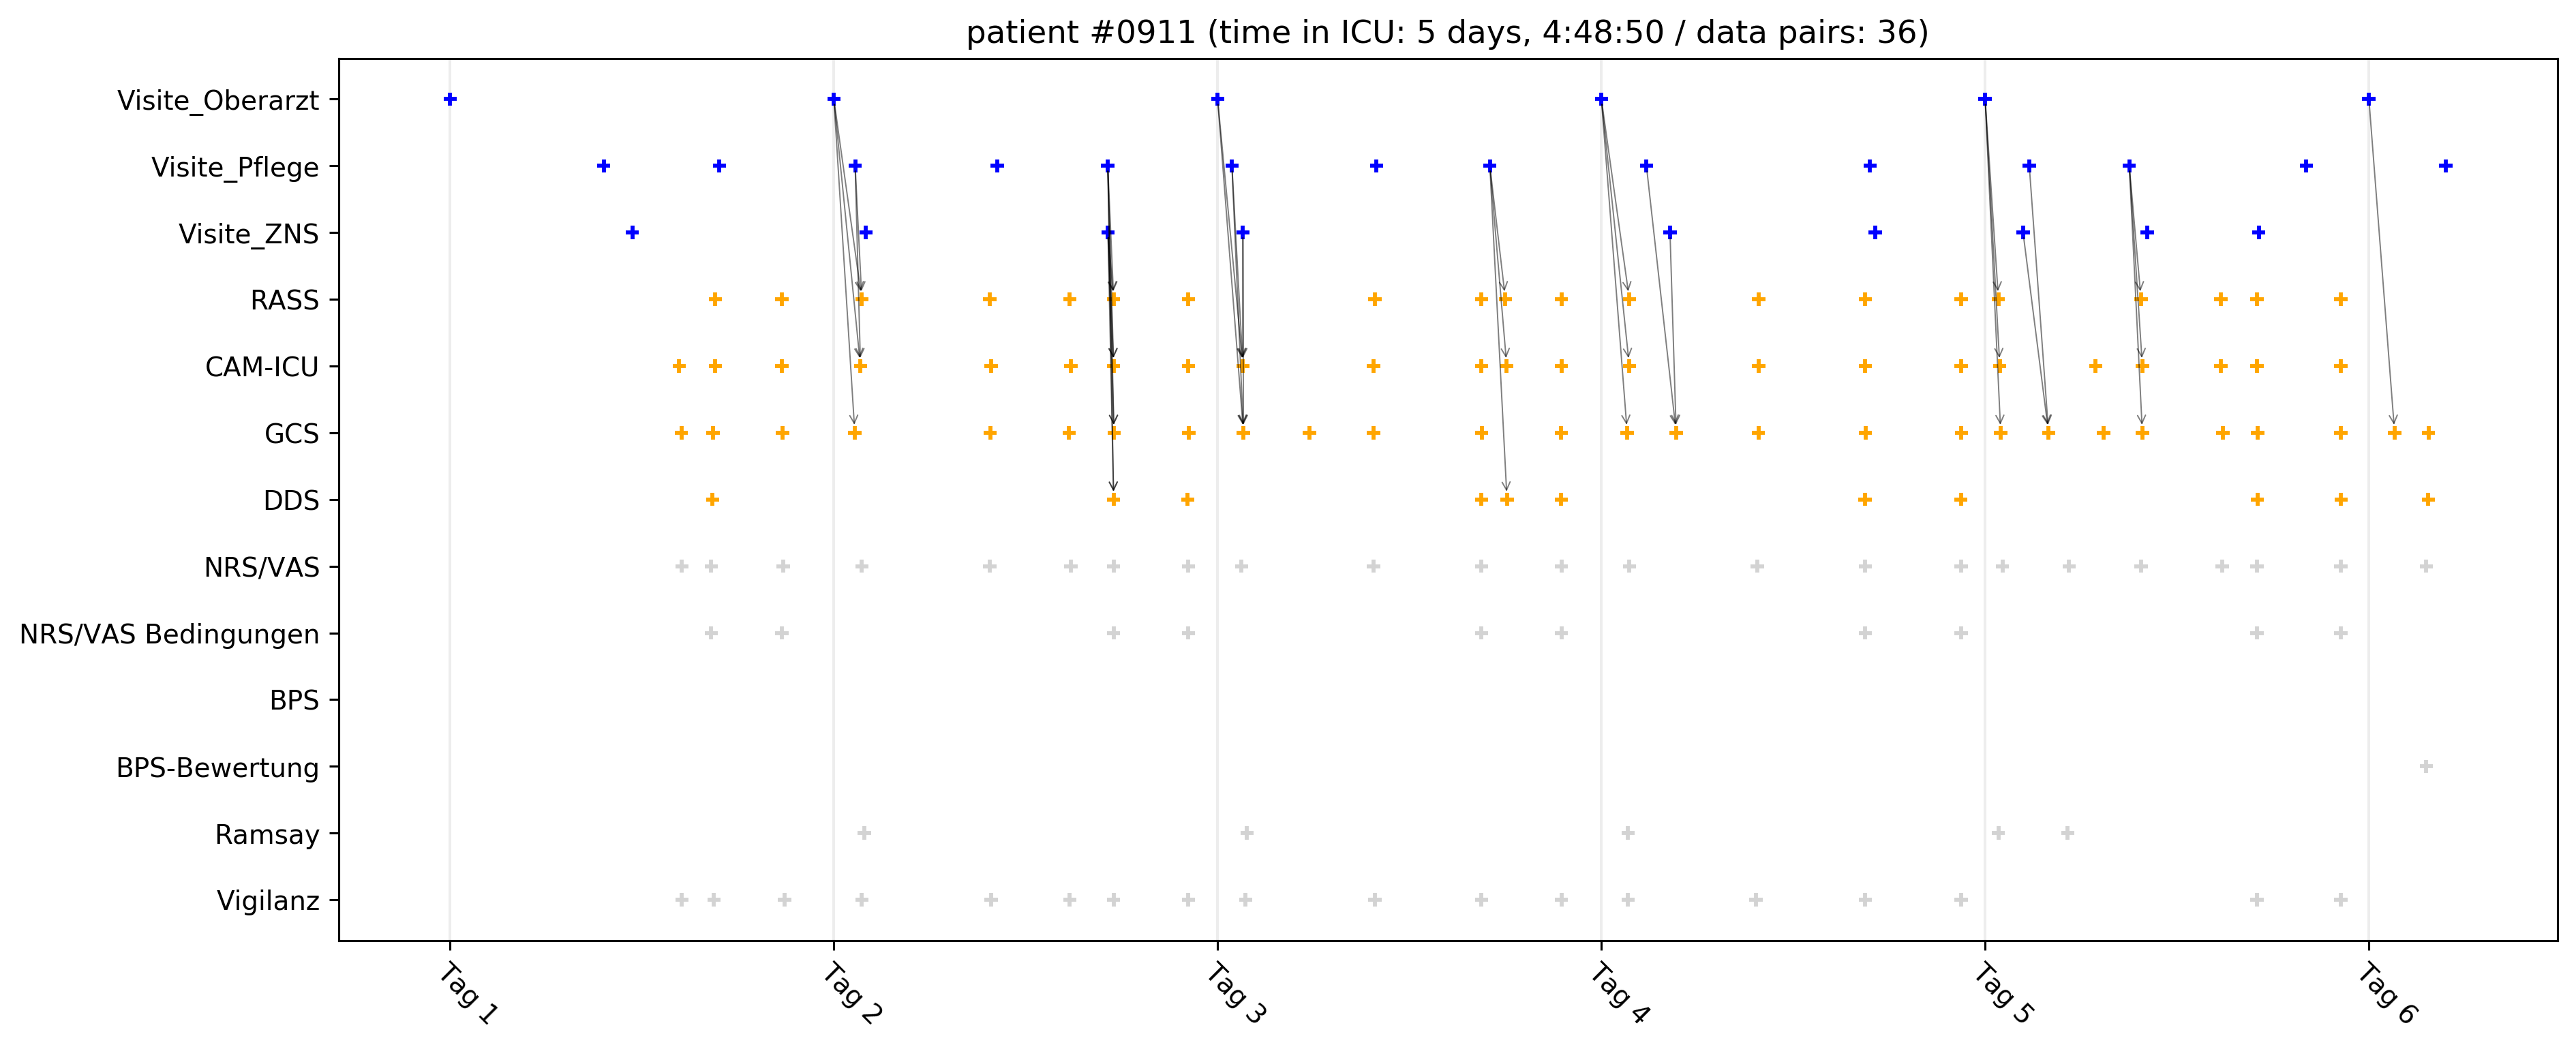 patient #0911 (time in ICU: 5 days, 4:48:50 / data pairs: 36)
Visite_Oberarzt
Visite_Pflege
Visite_ZNS
RASS
CAM-ICU
GCS
DDS
NRS/VAS
NRS/VAS Bedingungen
BPS
BPS-Bewertung
Ramsay
Vigilanz
Tag 1
Tag 2
Tag 3
Tag 4
Tag 5
Tag 6